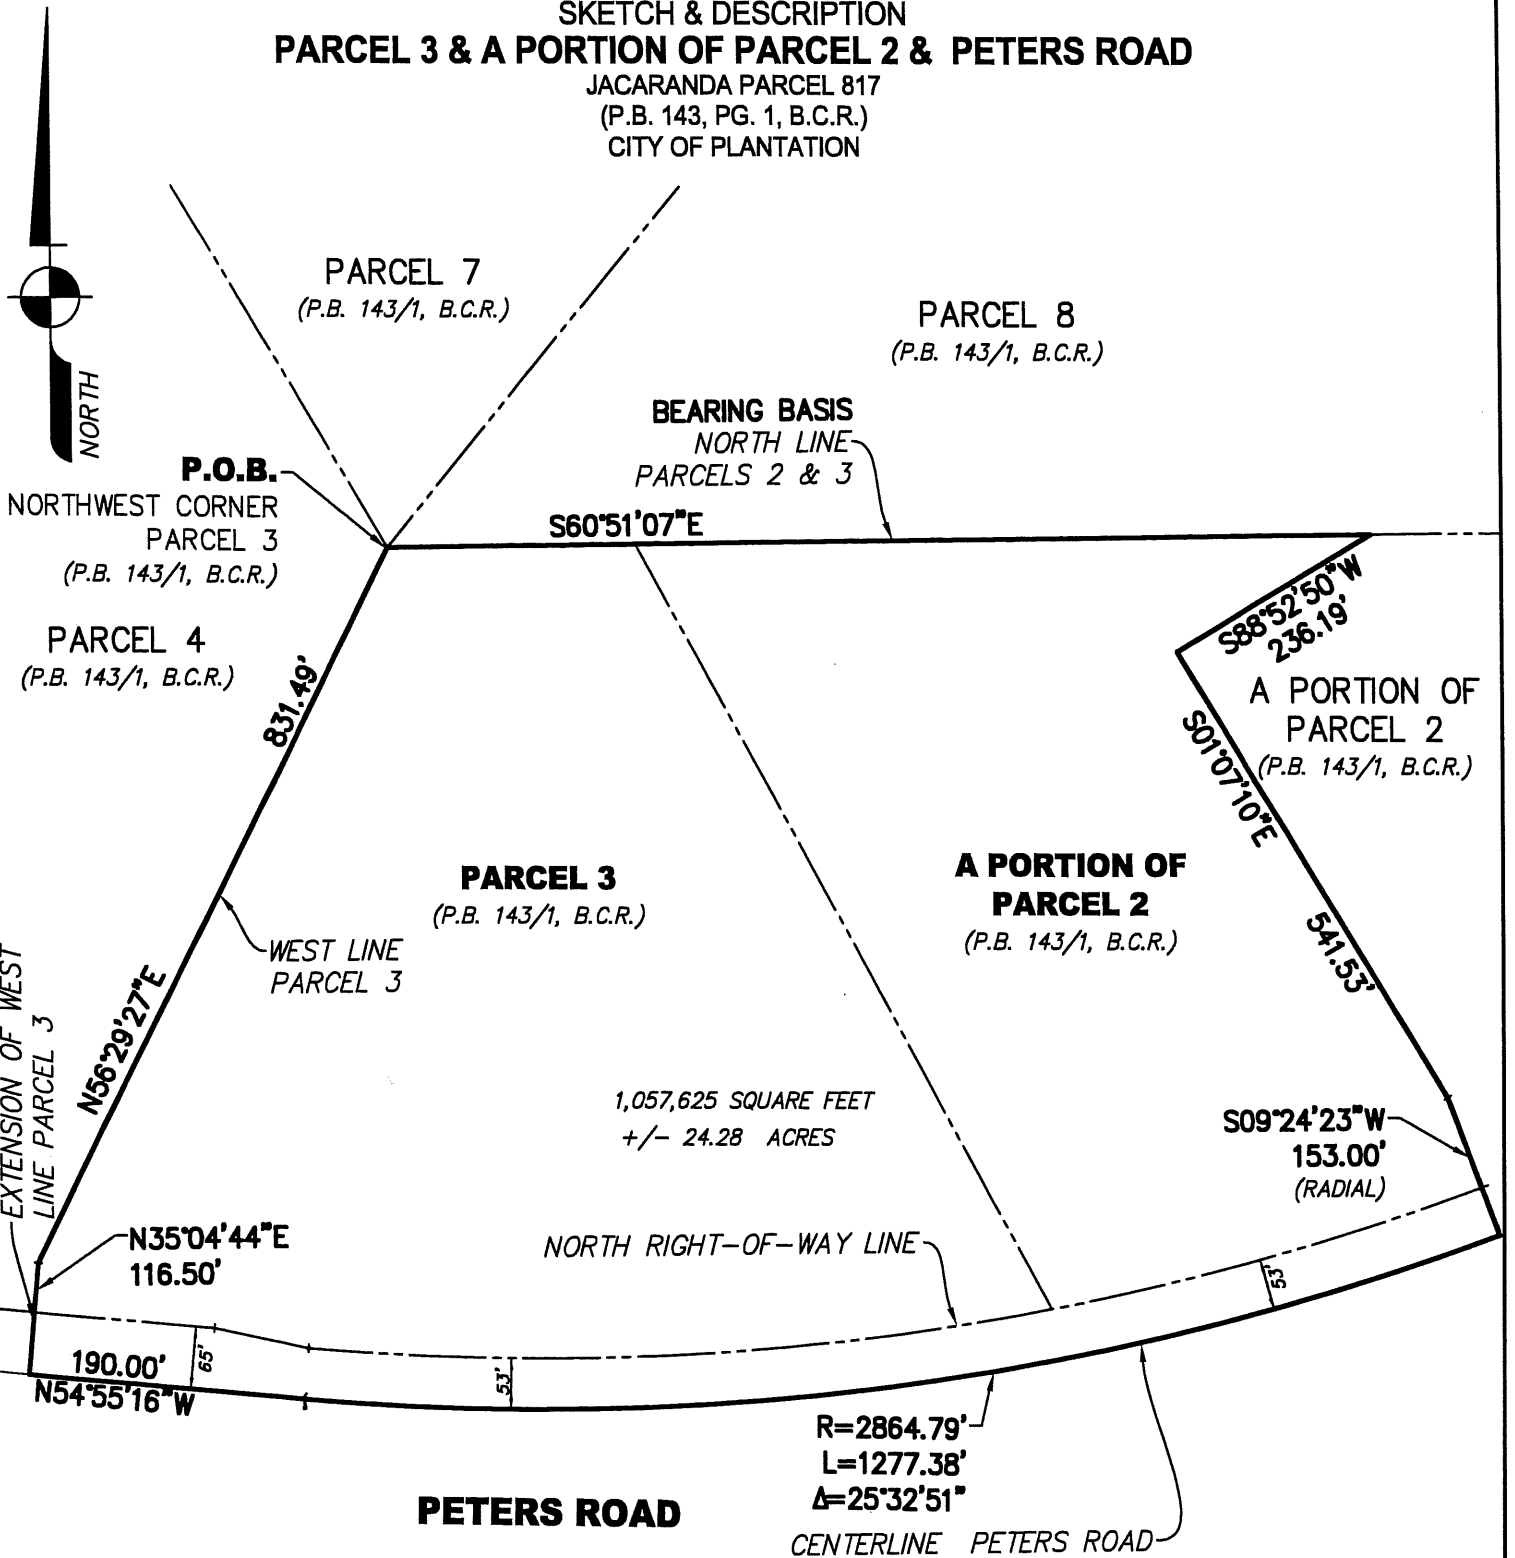 SKETCH & DESCRIPTION
PARCEL 3 & A PORTION OF PARCEL 2 & PETERS ROAD
JACARANDA PARCEL 817
(P.B. 143, PG. 1, B.C.R.)
CITY OF PLANTATION
NORTH
PARCEL 7
(P.B. 143/1, B.C.R.)
PARCEL 8
(P.B. 143/1, B.C.R.)
BEARING BASIS
NORTH LINE
PARCELS 2 & 3
P.O.B.
NORTHWEST CORNER
PARCEL 3
(P.B. 143/1, B.C.R.)
S60°51'07"E
PARCEL 4
(P.B. 143/1, B.C.R.)
831.49'
S88°52'50"W
236.19'
A PORTION OF
PARCEL 2
(P.B. 143/1, B.C.R.)
S01°07'10"E
541.53'
PARCEL 3
(P.B. 143/1, B.C.R.)
A PORTION OF
PARCEL 2
(P.B. 143/1, B.C.R.)
WEST LINE
PARCEL 3
N56°29'27"E
EXTENSION OF WEST
LINE PARCEL 3
1,057,625 SQUARE FEET
+/- 24.28 ACRES
S09°24'23"W
153.00'
(RADIAL)
N35°04'44"E
116.50'
NORTH RIGHT-OF-WAY LINE
53'
65'
53'
190.00'
N54°55'16"W
R=2864.79'
L=1277.38'
Δ=25°32'51"
PETERS ROAD
CENTERLINE PETERS ROAD